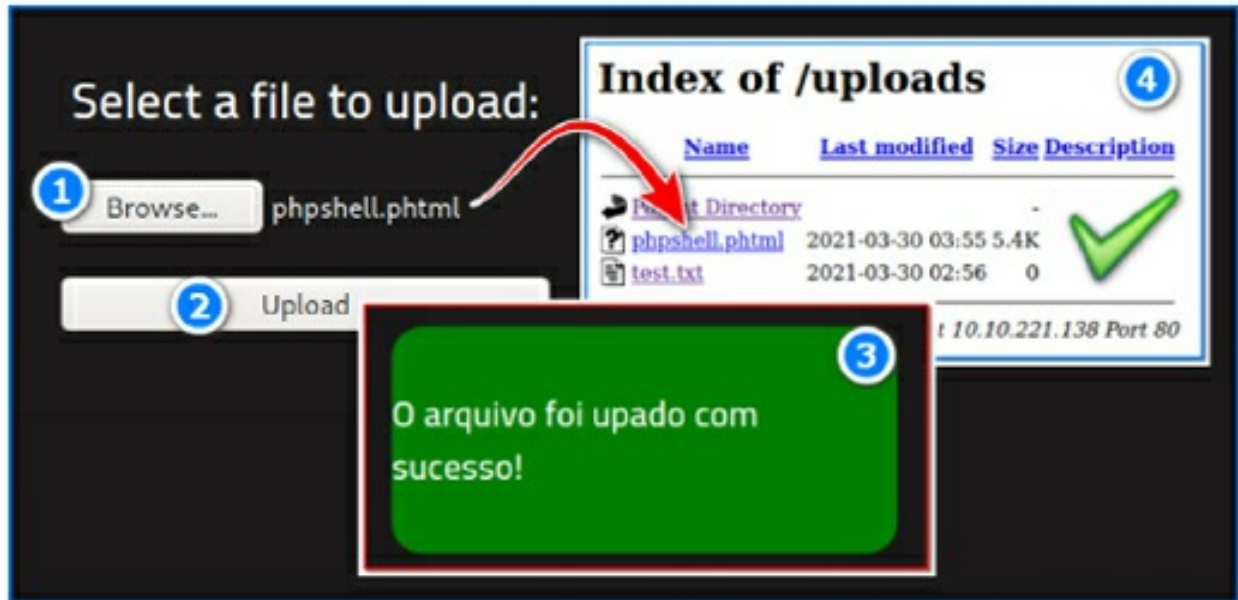 Select a file to upload:
1
Browse... phpshell.phtml
2
Upload
Index of /uploads
4
Name Last modified Size Description
Parent Directory -
phpshell.phtml 2021-03-30 03:55 5.4K
test.txt 2021-03-30 02:56 0
t 10.10.221.138 Port 80
3
O arquivo foi upado com
sucesso!